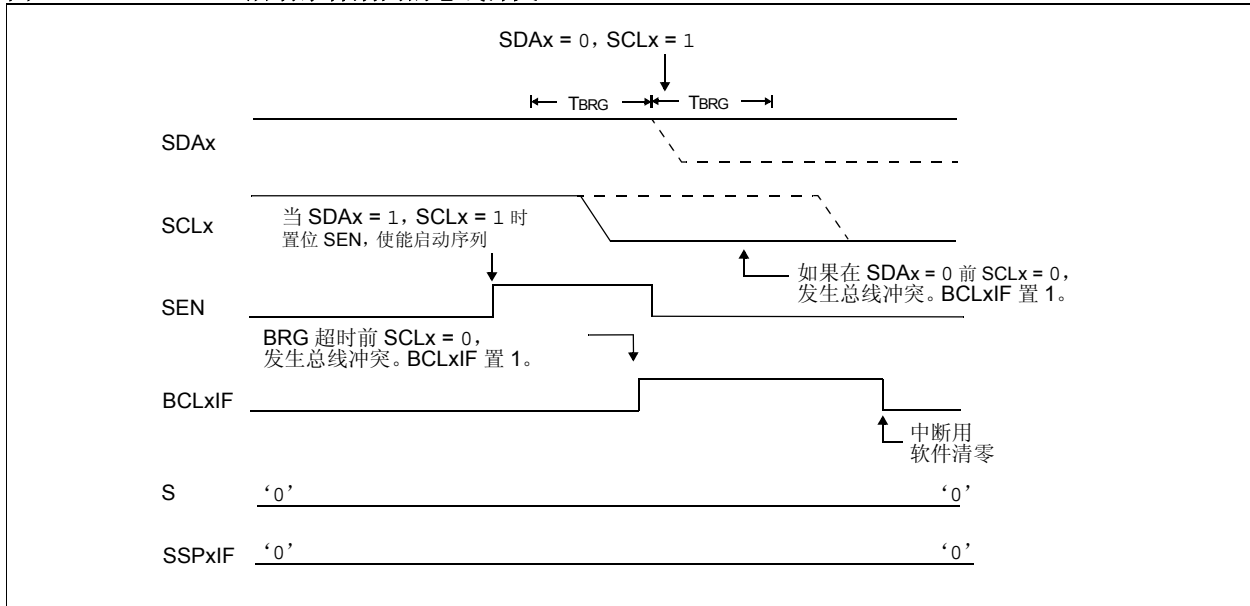 SDAx = 0, SCLx = 1
TBRG TBRG
SDAx
SCLx
当 SDAx = 1, SCLx = 1 时
置位 SEN, 使能启动序列
如果在 SDAx = 0 前 SCLx = 0,
发生总线冲突。BCLxIF 置 1。
SEN
BRG 超时前 SCLx = 0,
发生总线冲突。BCLxIF 置 1。
BCLxIF
中断用
软件清零
S ‘0’ ‘0’
SSPxIF ‘0’ ‘0’